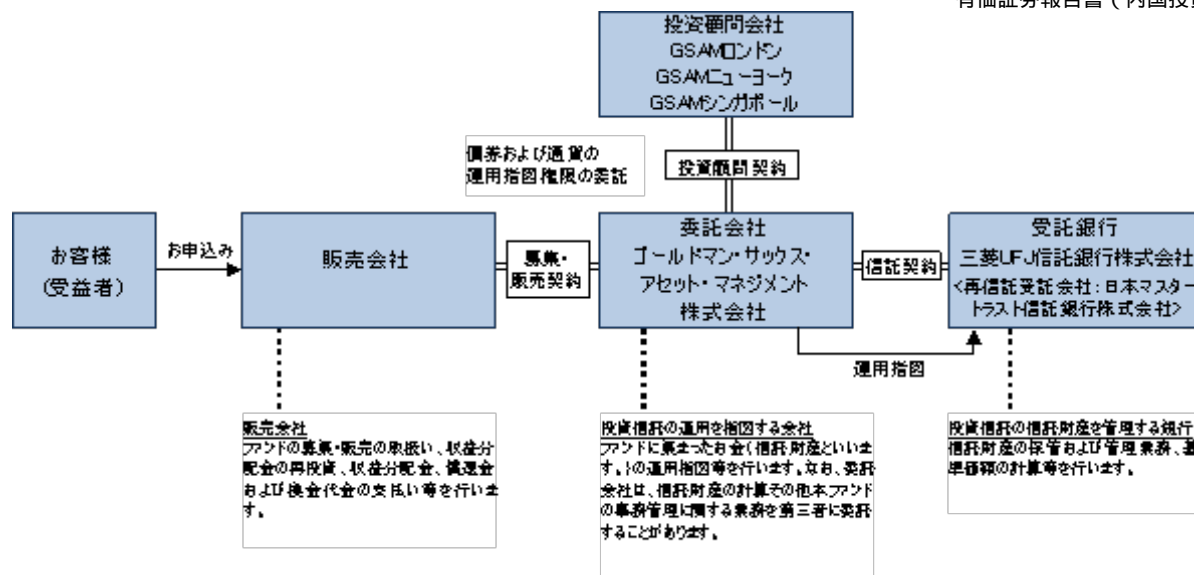 有価証券報告書（内国投資
投資顧問会社
GSAMロンドン
GSAMニューヨーク
GSAMシンガポール
債券および通貨の
運用指図権限の委託
投資顧問契約
お客様
(受益者)
お申込み
販売会社
募集・
販売契約
委託会社
ゴールドマン・サックス・
アセット・マネジメント
株式会社
信託契約
受託銀行
三菱UFJ信託銀行株式会社
<再信託受託会社:日本マスター
トラスト信託銀行株式会社>
運用指図
販売会社
ファンドの募集・販売の取扱い、収益分
配金の再投資、収益分配金、償還金
および換金代金の支払い等を行いま
す。
投資信託の運用を指図する会社
ファンドに集まったお金(信託財産といいま
す。)の運用指図等を行います。なお、委託
会社は、信託財産の計算その他本ファンド
の事務管理に関する業務を第三者に委託
することがあります。
投資信託の信託財産を管理する銀行
信託財産の保管および管理業務、基
準価額の計算等を行います。